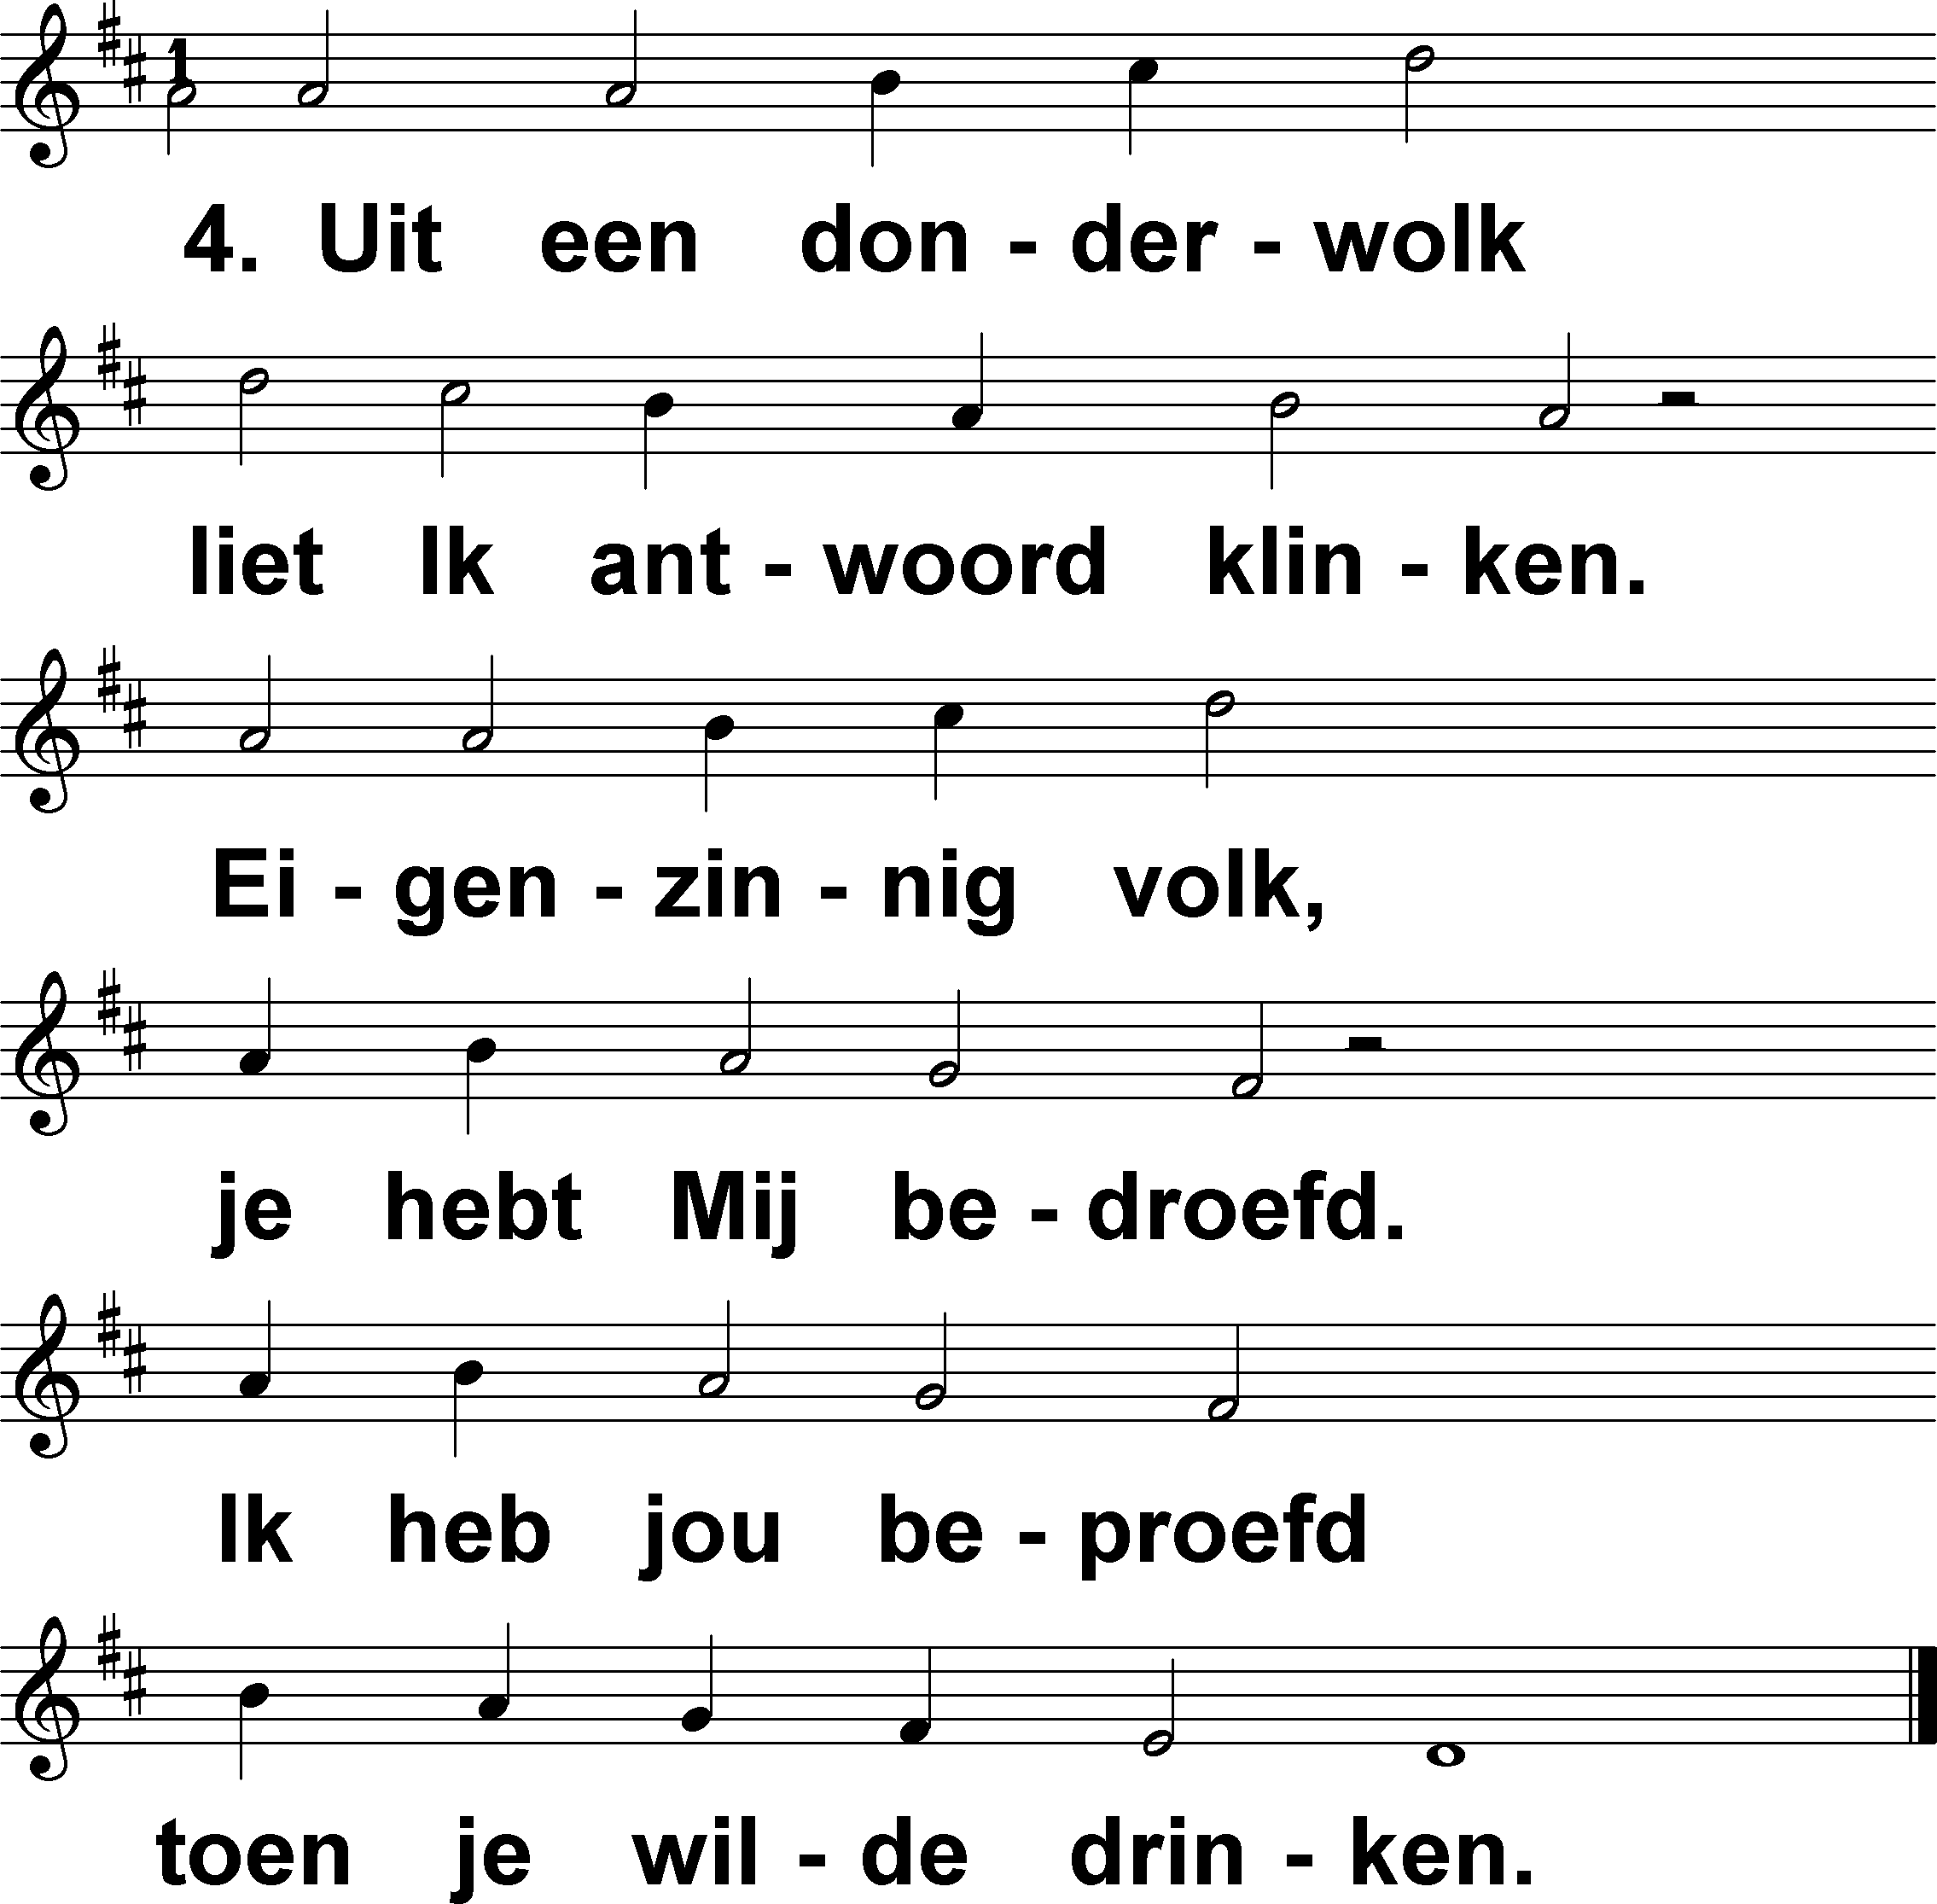 4. Uit een don - der - wolk
liet Ik ant - woord klin - ken.
Ei - gen - zin - nig volk,
je hebt Mij be - droefd.
Ik heb jou be - proefd
toen je wil - de drin - ken.